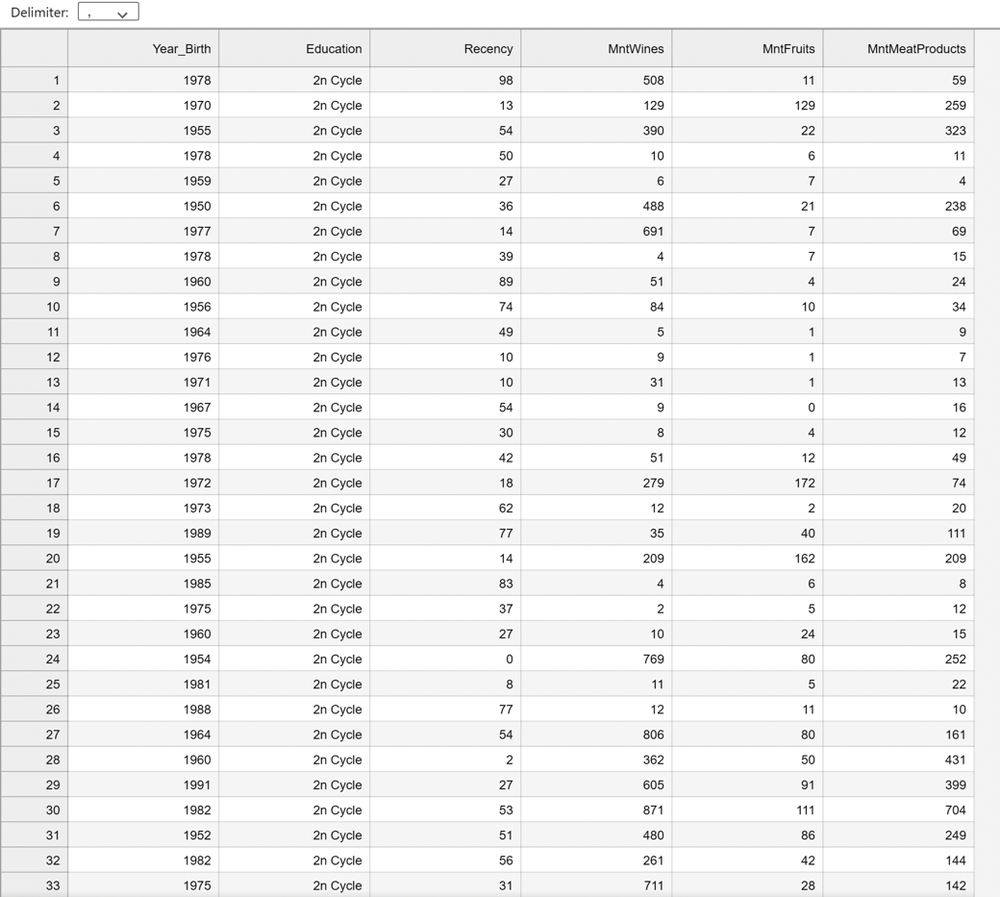 Delimiter: ,
Year_Birth Education Recency MntWines MntFruits MntMeatProducts
1 1978 2n Cycle 98 508 11 59
2 1970 2n Cycle 13 129 129 259
3 1955 2n Cycle 54 390 22 323
4 1978 2n Cycle 50 10 6 11
5 1959 2n Cycle 27 6 7 4
6 1950 2n Cycle 36 488 21 238
7 1977 2n Cycle 14 691 7 69
8 1978 2n Cycle 39 4 7 15
9 1960 2n Cycle 89 51 4 24
10 1956 2n Cycle 74 84 10 34
11 1964 2n Cycle 49 5 1 9
12 1976 2n Cycle 10 9 1 7
13 1971 2n Cycle 10 31 1 13
14 1967 2n Cycle 54 9 0 16
15 1975 2n Cycle 30 8 4 12
16 1978 2n Cycle 42 51 12 49
17 1972 2n Cycle 18 279 172 74
18 1973 2n Cycle 62 12 2 20
19 1989 2n Cycle 77 35 40 111
20 1955 2n Cycle 14 209 162 209
21 1985 2n Cycle 83 4 6 8
22 1975 2n Cycle 37 2 5 12
23 1960 2n Cycle 27 10 24 15
24 1954 2n Cycle 0 769 80 252
25 1981 2n Cycle 8 11 5 22
26 1988 2n Cycle 77 12 11 10
27 1964 2n Cycle 54 806 80 161
28 1960 2n Cycle 2 362 50 431
29 1991 2n Cycle 27 605 91 399
30 1982 2n Cycle 53 871 111 704
31 1952 2n Cycle 51 480 86 249
32 1982 2n Cycle 56 261 42 144
33 1975 2n Cycle 31 711 28 142